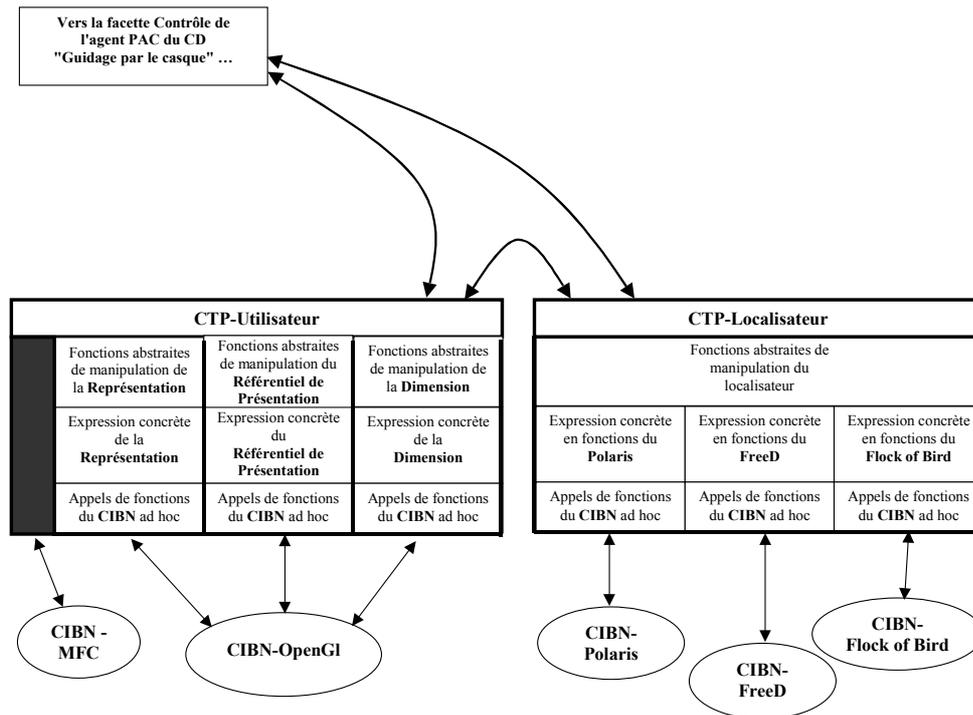 Vers la facette Contrôle de
l'agent PAC du CD
"Guidage par le casque" …
CTP-Utilisateur
Fonctions abstraites
de manipulation de
la Représentation
Fonctions abstraites
de manipulation du
Référentiel de
Présentation
Fonctions abstraites
de manipulation de
la Dimension
Expression concrète
de la
Représentation
Expression concrète
du
Référentiel de
Présentation
Expression concrète
de la
Dimension
Appels de fonctions
du CIBN ad hoc
Appels de fonctions
du CIBN ad hoc
Appels de fonctions
du CIBN ad hoc
CIBN -
MFC
CIBN-OpenGl
CTP-Localisateur
Fonctions abstraites de
manipulation du
localisateur
Expression concrète
en fonctions du
Polaris
Expression concrète
en fonctions du
FreeD
Expression concrète
en fonctions du
Flock of Bird
Appels de fonctions
du CIBN ad hoc
Appels de fonctions
du CIBN ad hoc
Appels de fonctions
du CIBN ad hoc
CIBN-
Polaris
CIBN-
FreeD
CIBN-
Flock of Bird